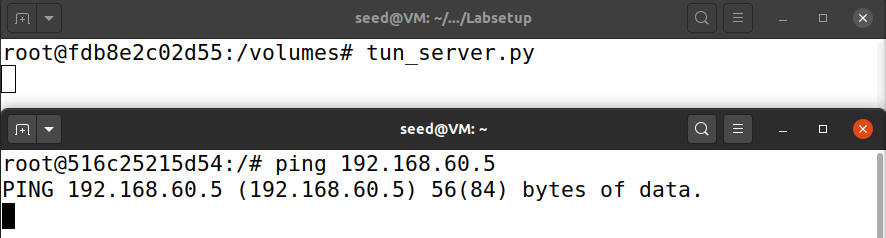 seed@VM: ~/.../Labsetup
root@fdb8e2c02d55:/volumes# tun_server.py
seed@VM: ~
root@516c25215d54:/# ping 192.168.60.5
PING 192.168.60.5 (192.168.60.5) 56(84) bytes of data.